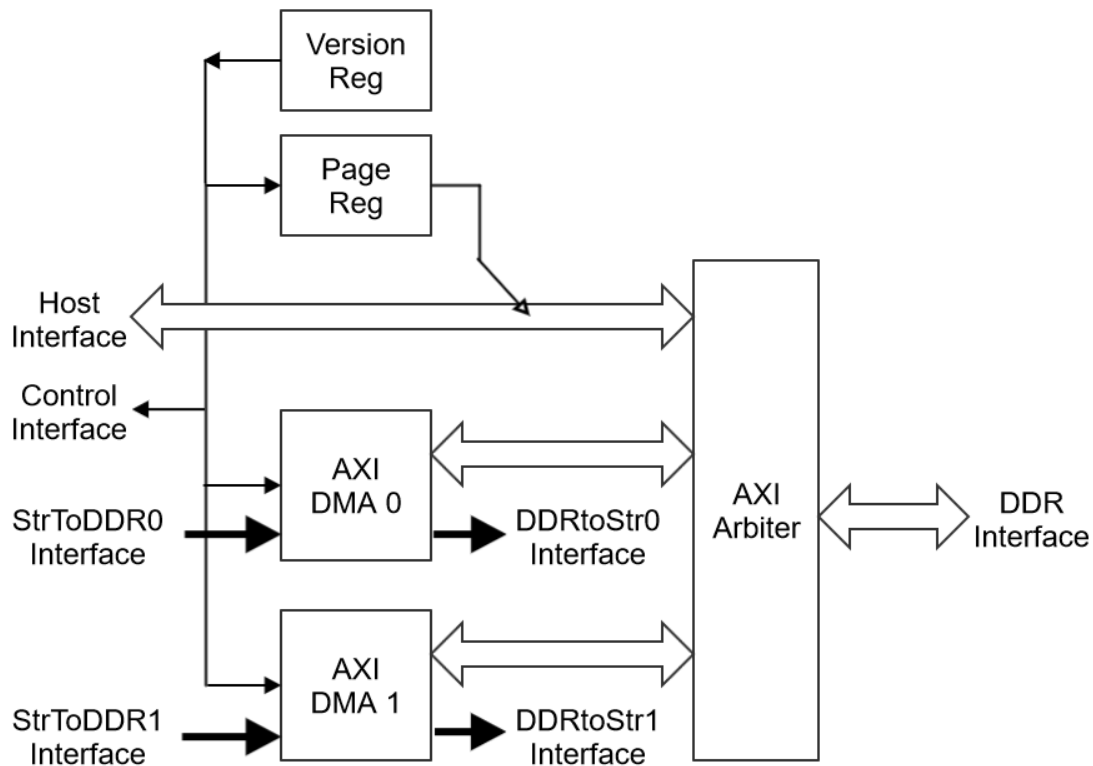 Version
Reg
Page
Reg
Host
Interface
Control
Interface
AXI
DMA 0
StrToDDR0
Interface
DDRtoStr0
Interface
AXI
Arbiter
DDR
Interface
AXI
DMA 1
StrToDDR1
Interface
DDRtoStr1
Interface